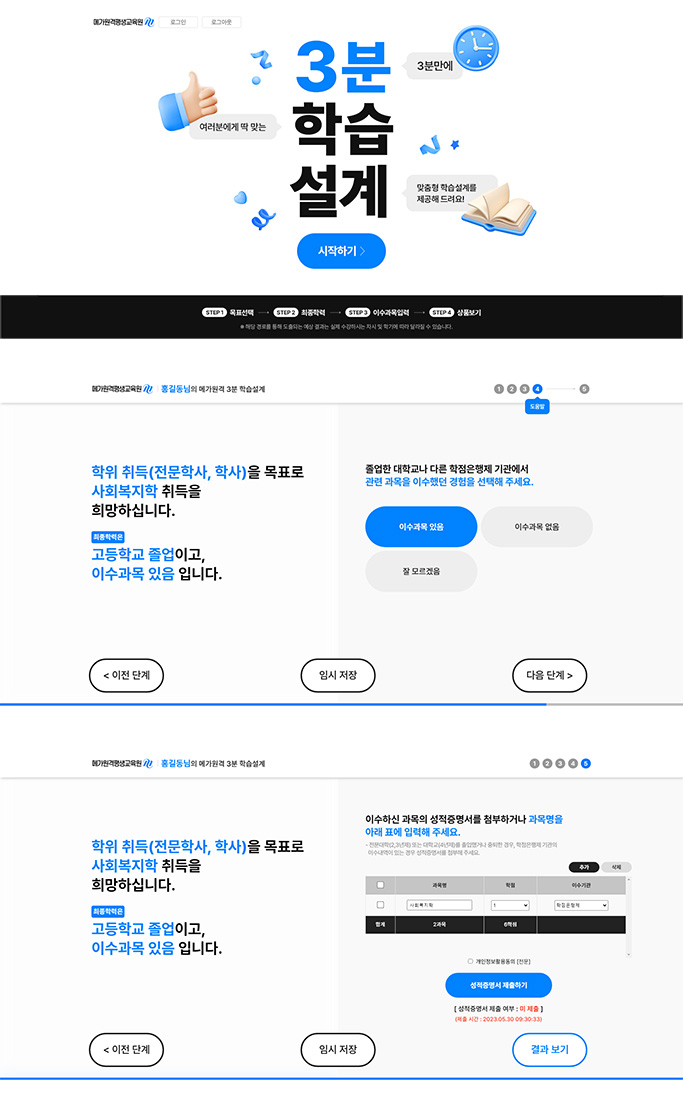 메가원격평생교육원 로그인 로그아웃
3분
3분만에
여러분에게 딱 맞는
학습
설계
맞춤형 학습설계를
제공해 드려요!
시작하기 >
STEP 1 목표선택 → STEP 2 최종학력 → STEP 3 이수과목입력 → STEP 4 상품보기
※ 해당 경로를 통해 도출되는 예상 결과는 실제 수강하시는 차시 및 학기에 따라 달라질 수 있습니다.
메가원격평생교육원 홍길동님의 메가원격 3분 학습설계 1 2 3 4 5
도움말
학위 취득(전문학사, 학사)을 목표로
사회복지학 취득을
희망하십니다.
최종학력은
고등학교 졸업이고,
이수과목 있음 입니다.
졸업한 대학교나 다른 학점은행제 기관에서
관련 과목을 이수했던 경험을 선택해 주세요.
이수과목 있음 이수과목 없음
잘 모르겠음
< 이전 단계 임시 저장 다음 단계 >
메가원격평생교육원 홍길동님의 메가원격 3분 학습설계 1 2 3 4 5
학위 취득(전문학사, 학사)을 목표로
사회복지학 취득을
희망하십니다.
최종학력은
고등학교 졸업이고,
이수과목 있음 입니다.
이수하신 과목의 성적증명서를 첨부하거나 과목명을
아래 표에 입력해 주세요.
- 전문대학(2,3년제) 또는 대학교(4년제)를 졸업했거나 중퇴한 경우, 학점은행제 기관의
이수내역이 있는 경우 성적증명서를 첨부해 주세요.
추가 삭제
과목명 학점 이수기관
사회복지학 1 학점은행제
합계 2과목 6학점
개인정보활용동의 [전문]
성적증명서 제출하기
[ 성적증명서 제출 여부 : 미 제출 ]
(제출 시간 : 2023.05.30 09:30:33)
< 이전 단계 임시 저장 결과 보기